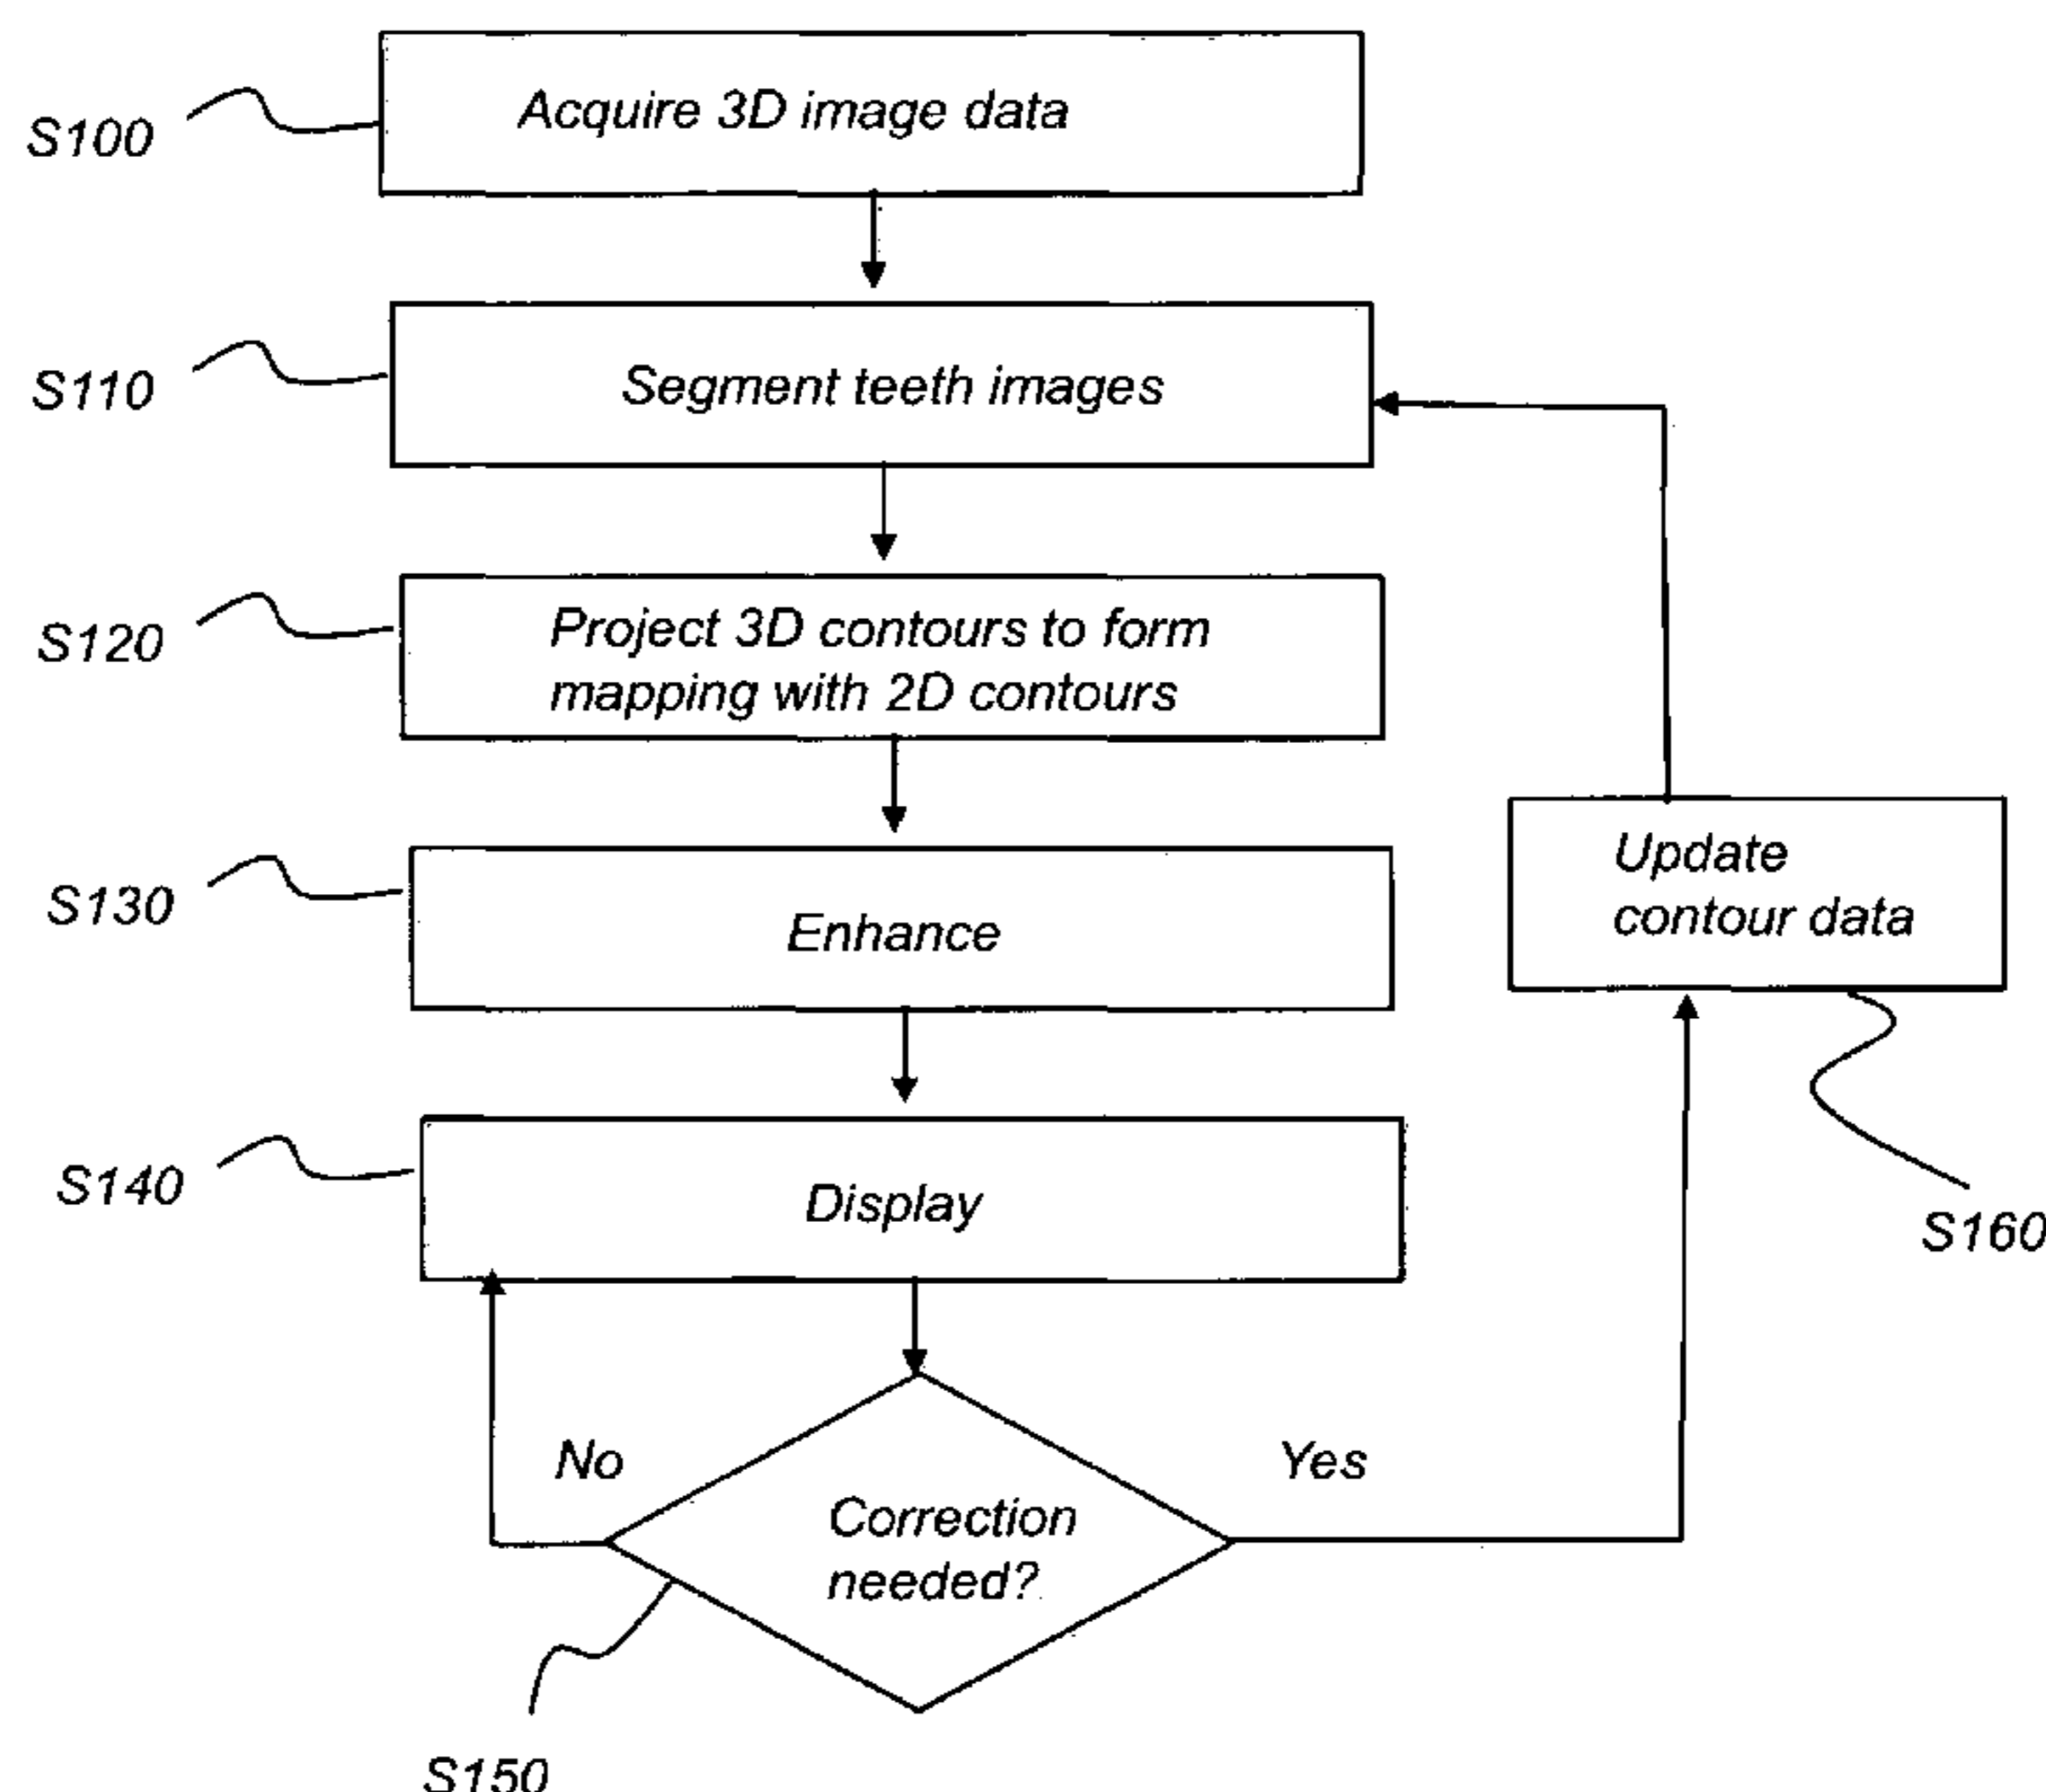 Acquire 3D image data
S100
Segment teeth images
S110
Project 3D contours to form
mapping with 2D contours
S120
Update
contour data
Enhance
S130
Display
S140
S160
No
Yes
Correction
needed?
S150